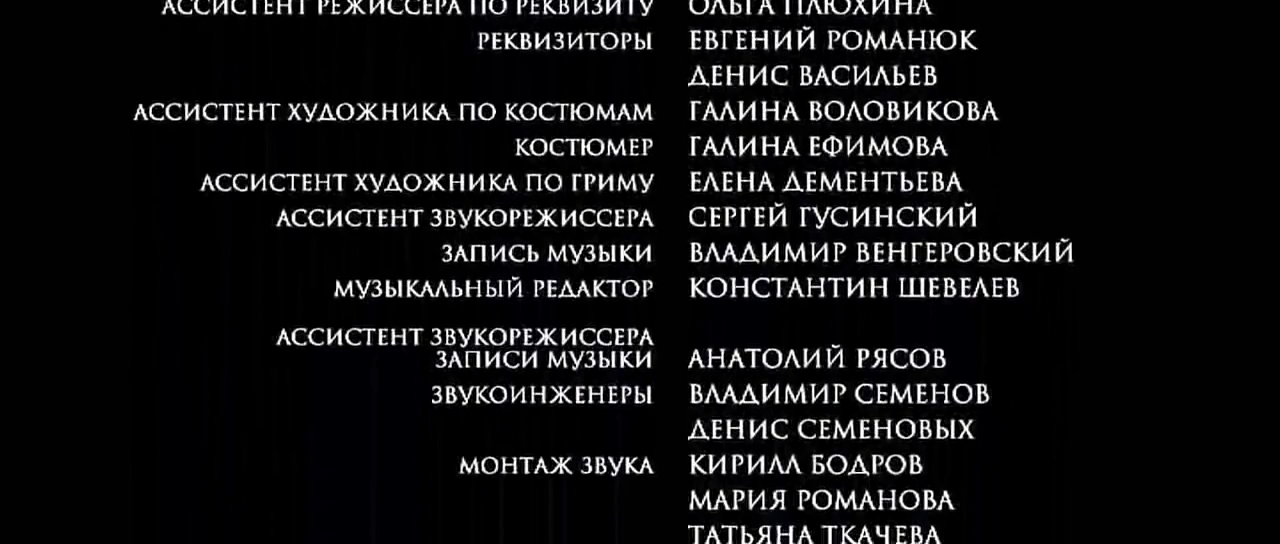 АССИСТЕНТ РЕЖИССЕРА ПО РЕКВИЗИТУ ОЛЬГА ПЛЮХИНА
РЕКВИЗИТОРЫ ЕВГЕНИЙ РОМАНЮК
ДЕНИС ВАСИЛЬЕВ
АССИСТЕНТ ХУДОЖНИКА ПО КОСТЮМАМ ГАЛИНА ВОЛОВИКОВА
КОСТЮМЕР ГАЛИНА ЕФИМОВА
АССИСТЕНТ ХУДОЖНИКА ПО ГРИМУ ЕЛЕНА ДЕМЕНТЬЕВА
АССИСТЕНТ ЗВУКОРЕЖИССЕРА СЕРГЕЙ ГУСИНСКИЙ
ЗАПИСЬ МУЗЫКИ ВЛАДИМИР ВЕНГЕРОВСКИЙ
МУЗЫКАЛЬНЫЙ РЕДАКТОР КОНСТАНТИН ШЕВЕЛЕВ
АССИСТЕНТ ЗВУКОРЕЖИССЕРА
ЗАПИСИ МУЗЫКИ АНАТОЛИЙ РЯСОВ
ЗВУКОИНЖЕНЕРЫ ВЛАДИМИР СЕМЕНОВ
ДЕНИС СЕМЕНОВЫХ
МОНТАЖ ЗВУКА КИРИЛЛ БОДРОВ
МАРИЯ РОМАНОВА
ТАТЬЯНА ТКАЧЕВА